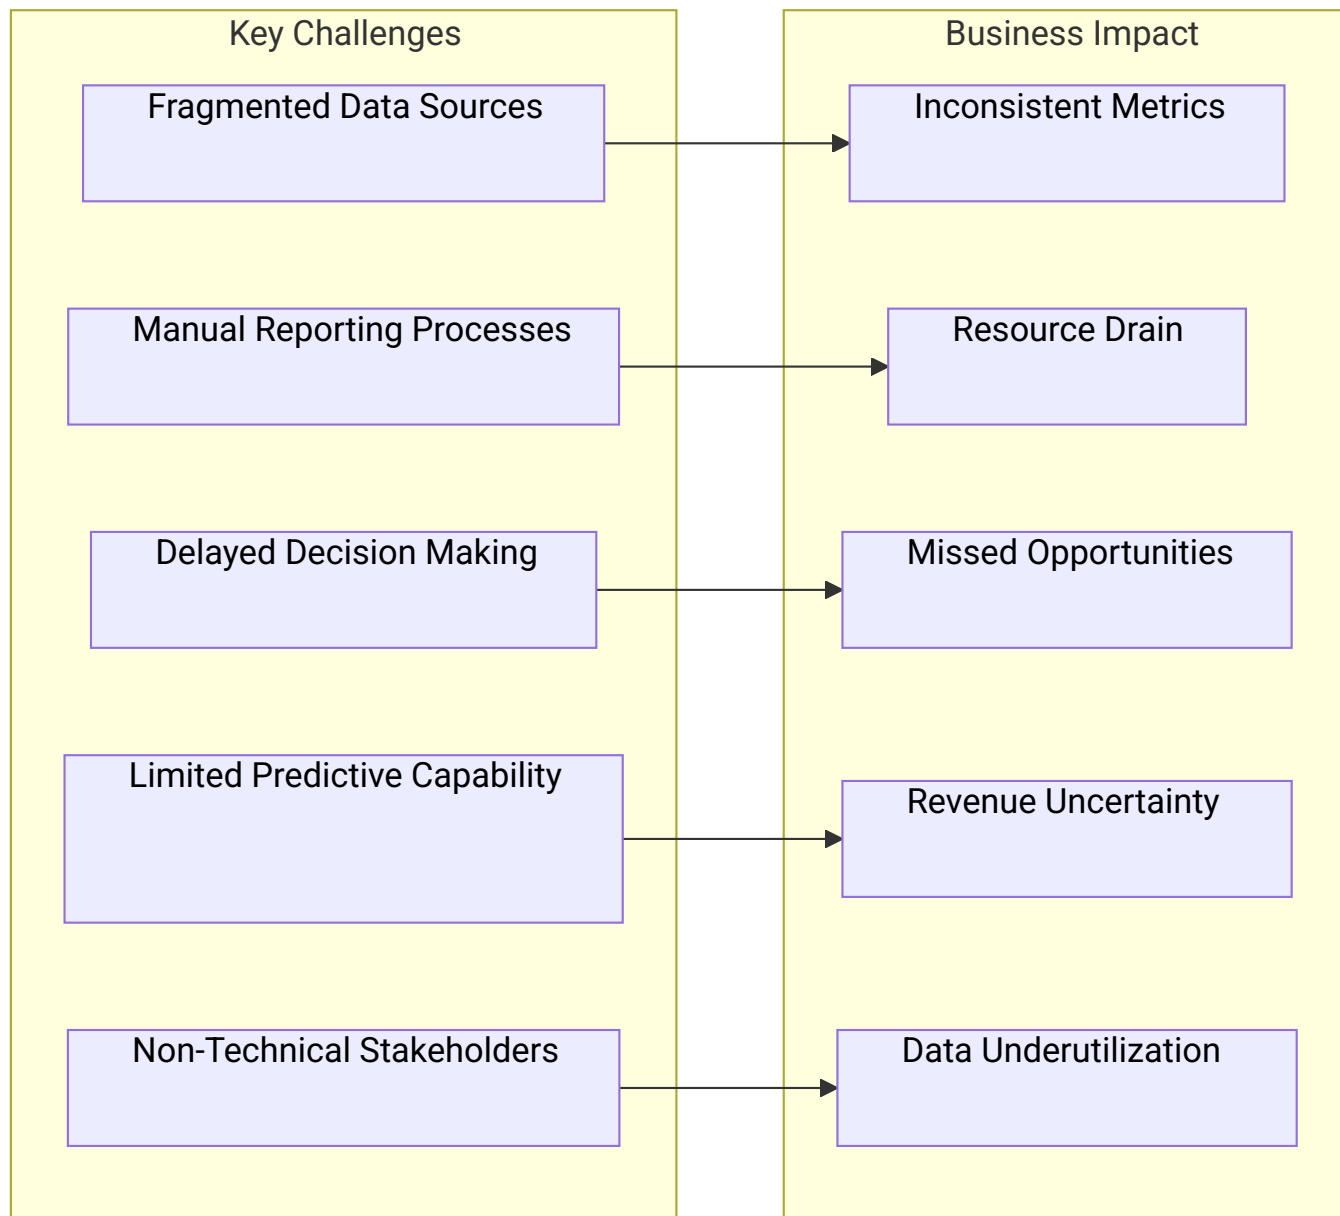 Key Challenges
Fragmented Data Sources
Manual Reporting Processes
Delayed Decision Making
Limited Predictive Capability
Non-Technical Stakeholders
Business Impact
Inconsistent Metrics
Resource Drain
Missed Opportunities
Revenue Uncertainty
Data Underutilization